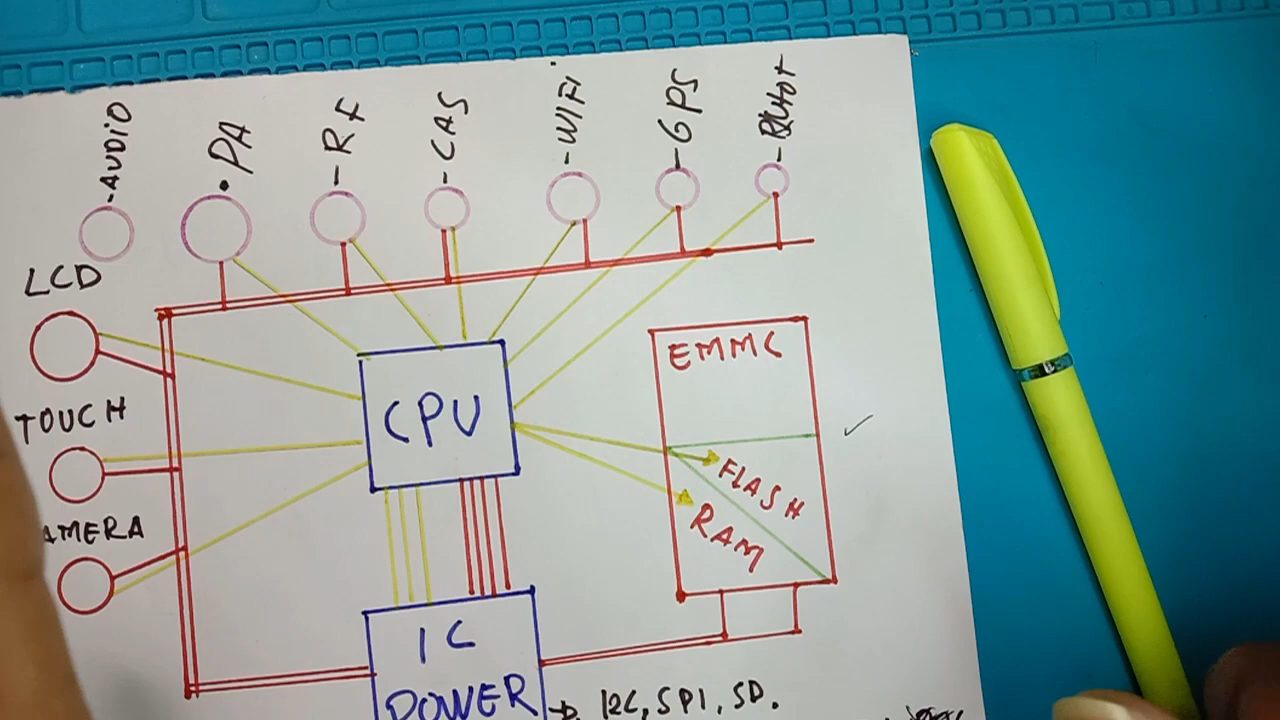 -AUDIO
• PA
-RF
-CAS
-WIFI
-GPS
LCD
TOUCH
AMERA
CPU
EMMC
FLASH
RAM
IC
POWER
→ I2C, SPI, SD.